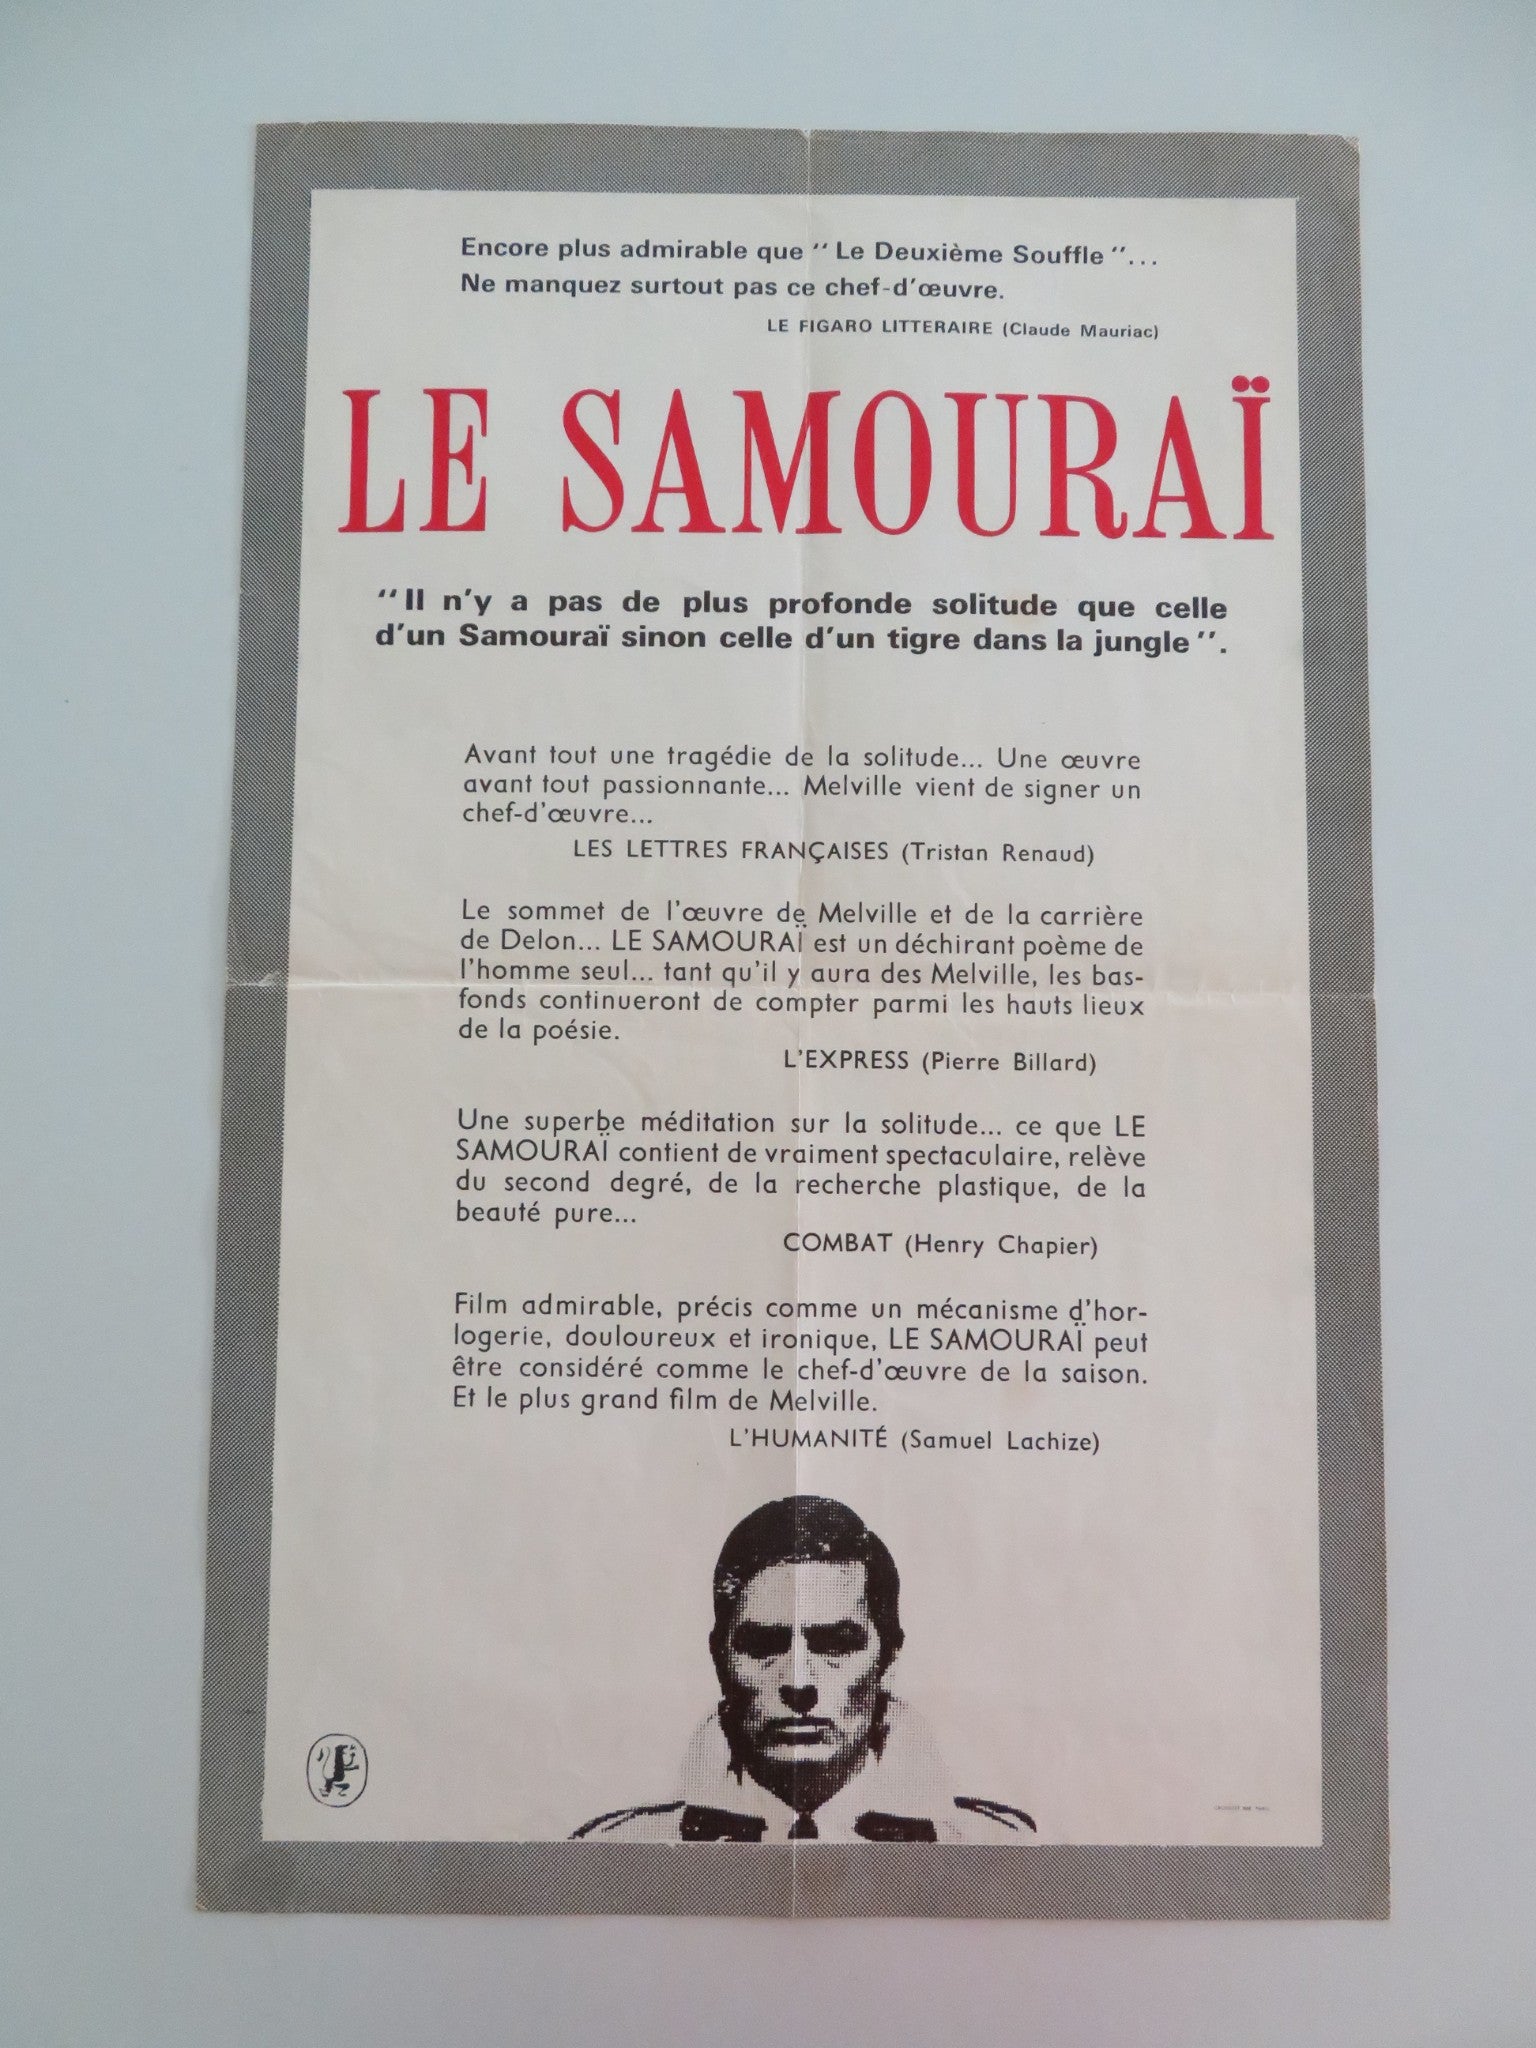 Encore plus admirable que “ Le Deuxième Souffle ”...
Ne manquez surtout pas ce chef-d’œuvre.
LE FIGARO LITTERAIRE (Claude Mauriac)
LE SAMOURAÏ
“Il n’y a pas de plus profonde solitude que celle
d’un Samouraï sinon celle d’un tigre dans la jungle”.
Avant tout une tragédie de la solitude... Une œuvre
avant tout passionnante... Melville vient de signer un
chef-d’œuvre...
LES LETTRES FRANÇAISES (Tristan Renaud)
Le sommet de l’œuvre de Melville et de la carrière
de Delon... LE SAMOURAÏ est un déchirant poème de
l’homme seul... tant qu’il y aura des Melville, les bas-
fonds continueront de compter parmi les hauts lieux
de la poésie.
L’EXPRESS (Pierre Billard)
Une superbe méditation sur la solitude... ce que LE
SAMOURAÏ contient de vraiment spectaculaire, relève
du second degré, de la recherche plastique, de la
beauté pure...
COMBAT (Henry Chapier)
Film admirable, précis comme un mécanisme d’hor-
logerie, douloureux et ironique, LE SAMOURAÏ peut
être considéré comme le chef-d’œuvre de la saison.
Et le plus grand film de Melville.
L’HUMANITÉ (Samuel Lachize)